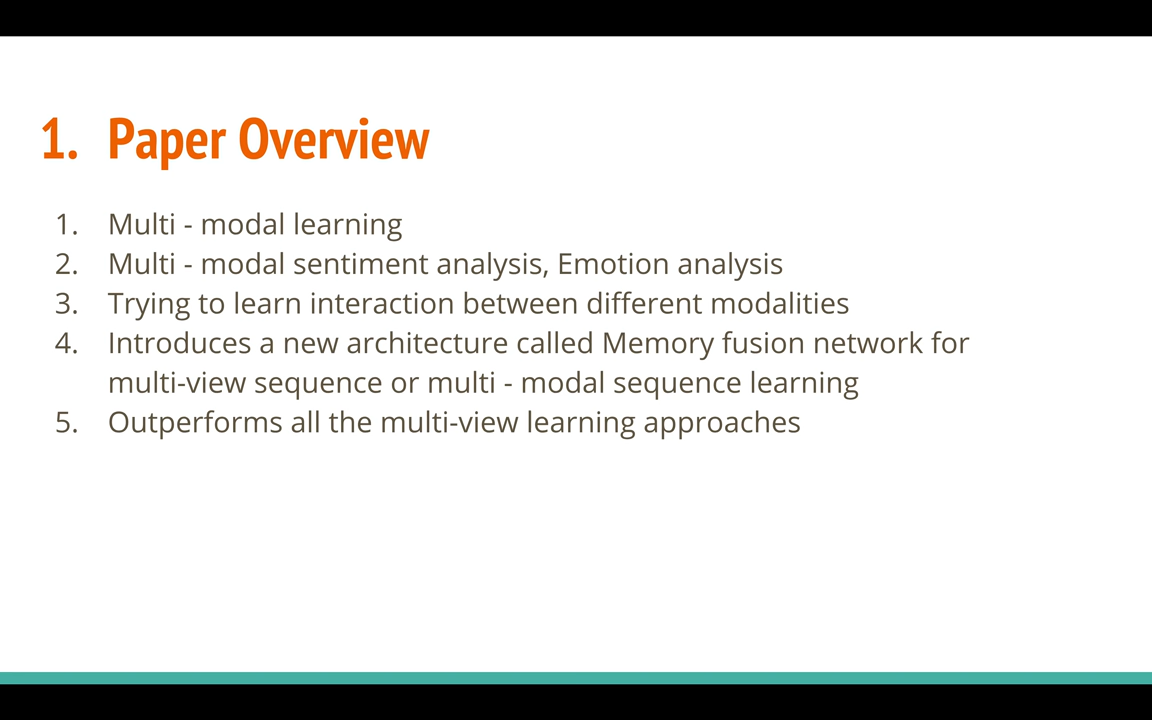 1. Paper Overview
1. Multi - modal learning
2. Multi - modal sentiment analysis, Emotion analysis
3. Trying to learn interaction between different modalities
4. Introduces a new architecture called Memory fusion network for
multi-view sequence or multi - modal sequence learning
5. Outperforms all the multi-view learning approaches